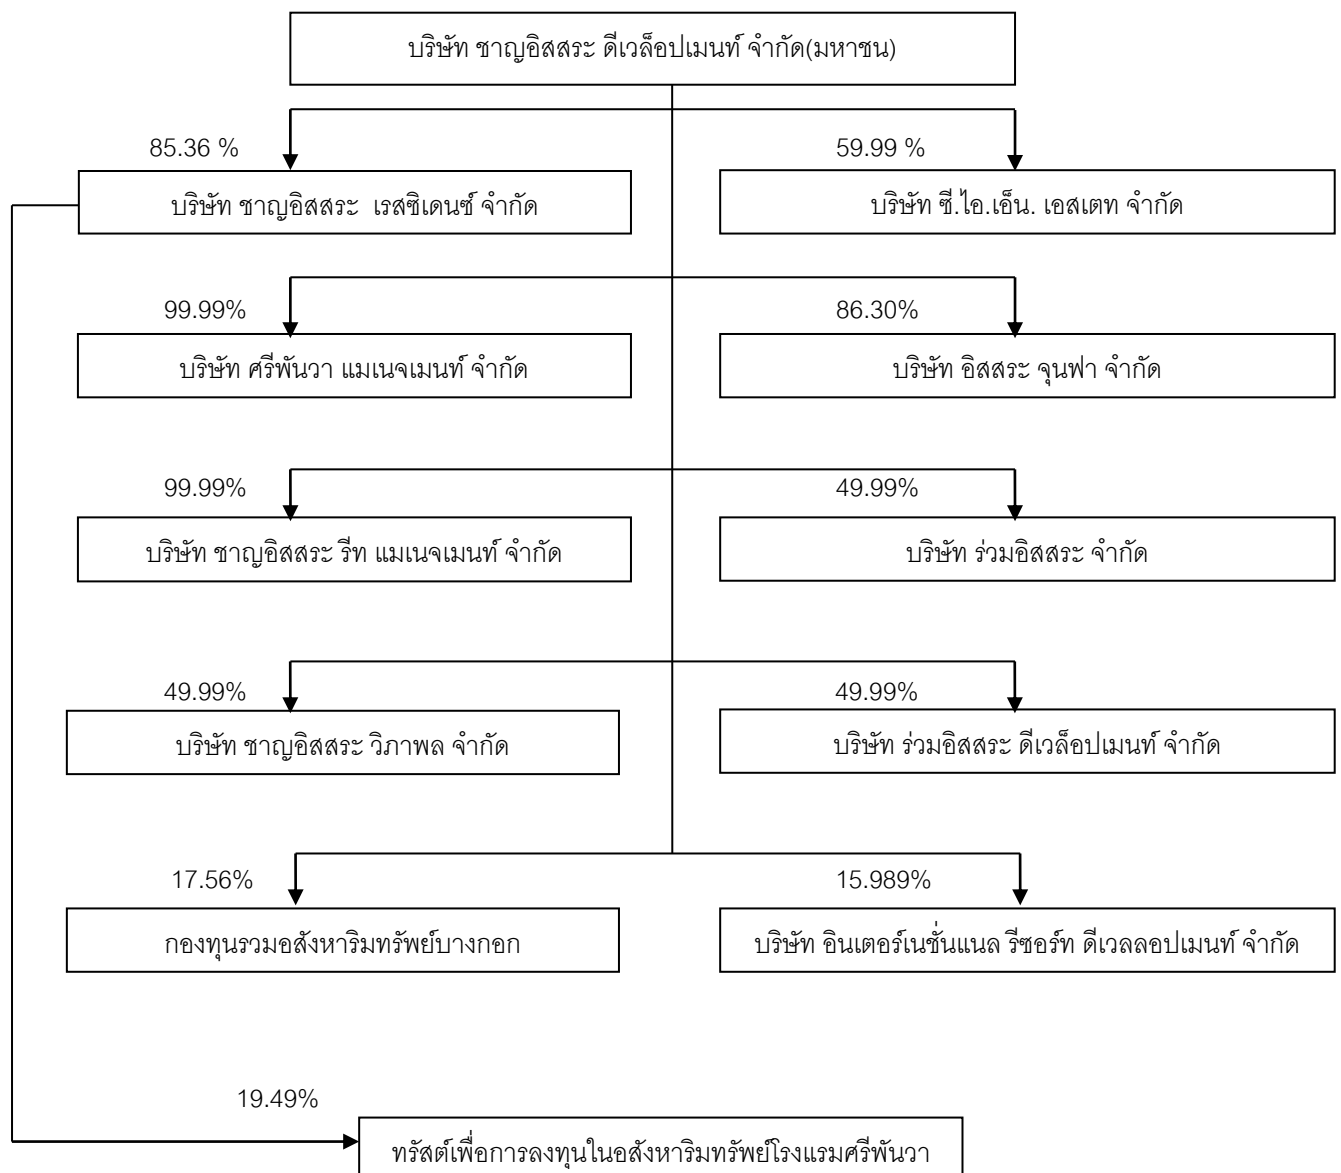 บริษัท ชาญอิสสระ ดีเวล็อปเมนท์ จำกัด(มหาชน)
85.36 %
59.99 %
บริษัท ชาญอิสสระ เรสซิเดนซ์ จำกัด
บริษัท ซี.ไอ.เอ็น. เอสเตท จำกัด
99.99%
86.30%
บริษัท ศรีพันวา แมเนจเมนท์ จำกัด
บริษัท อิสสระ จุนฟา จำกัด
99.99%
49.99%
บริษัท ชาญอิสสระ รีท แมเนจเมนท์ จำกัด
บริษัท ร่วมอิสสระ จำกัด
49.99%
49.99%
บริษัท ชาญอิสสระ วิภาพล จำกัด
บริษัท ร่วมอิสสระ ดีเวล็อปเมนท์ จำกัด
17.56%
15.989%
กองทุนรวมอสังหาริมทรัพย์บางกอก
บริษัท อินเตอร์เนชั่นแนล รีซอร์ท ดีเวลลอปเมนท์ จำกัด
19.49%
ทรัสต์เพื่อการลงทุนในอสังหาริมทรัพย์โรงแรมศรีพันวา